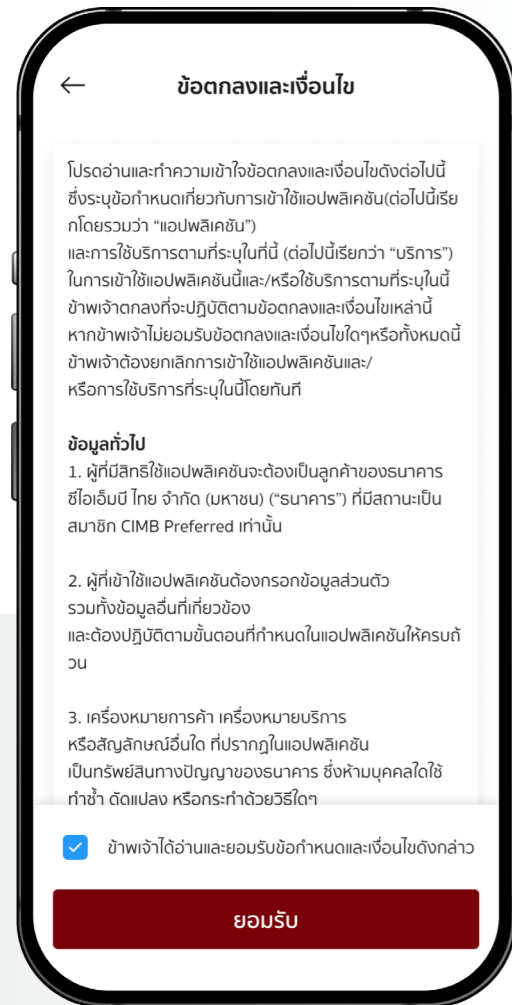 ข้อตกลงและเงื่อนไข
โปรดอ่านและทำความเข้าใจข้อตกลงและเงื่อนไขดังต่อไปนี้
ซึ่งระบุข้อกำหนดเกี่ยวกับการเข้าใช้แอปพลิเคชัน(ต่อไปนี้เรีย
กโดยรวมว่า “แอปพลิเคชัน”)
และการใช้บริการตามที่ระบุในที่นี้ (ต่อไปนี้เรียกว่า “บริการ”)
ในการเข้าใช้แอปพลิเคชันนี้และ/หรือใช้บริการตามที่ระบุในนี้
ข้าพเจ้าตกลงที่จะปฏิบัติตามข้อตกลงและเงื่อนไขเหล่านี้
หากข้าพเจ้าไม่ยอมรับข้อตกลงและเงื่อนไขใดๆหรือทั้งหมดนี้
ข้าพเจ้าต้องยกเลิกการเข้าใช้แอปพลิเคชันและ/
หรือการใช้บริการที่ระบุในนี้โดยทันที
ข้อมูลทั่วไป
1. ผู้ที่มีสิทธิใช้แอปพลิเคชันจะต้องเป็นลูกค้าของธนาคาร
ซีไอเอ็มบี ไทย จำกัด (มหาชน) (“ธนาคาร”) ที่มีสถานะเป็น
สมาชิก CIMB Preferred เท่านั้น
2. ผู้ที่เข้าใช้แอปพลิเคชันต้องกรอกข้อมูลส่วนตัว
รวมทั้งข้อมูลอื่นที่เกี่ยวข้อง
และต้องปฏิบัติตามขั้นตอนที่กำหนดในแอปพลิเคชันให้ครบถ้
วน
3. เครื่องหมายการค้า เครื่องหมายบริการ
หรือสัญลักษณ์อื่นใด ที่ปรากฏในแอปพลิเคชัน
เป็นทรัพย์สินทางปัญญาของธนาคาร ซึ่งห้ามบุคคลใดใช้
ทำซ้ำ ดัดแปลง หรือกระทำด้วยวิธีใดๆ
ข้าพเจ้าได้อ่านและยอมรับข้อกำหนดและเงื่อนไขดังกล่าว
ยอมรับ